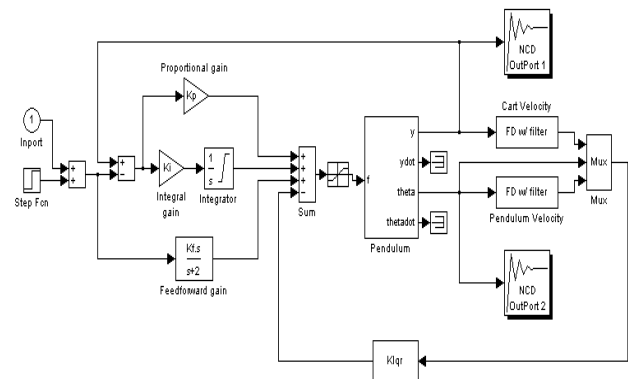 NCD
OutPort 1
Proportional gain
Kp
Cart Velocity
1
Inport
y
FD w/ filter
+
+
Step Fcn
+
−
Ki
Integral
gain
1
s
Integrator
+
+
+
−
Sum
f
ydot
theta
thetadot
Pendulum
FD w/ filter
Pendulum Velocity
Mux
Mux
Kf.s
s+2
Feedforward gain
NCD
OutPort 2
Klqr